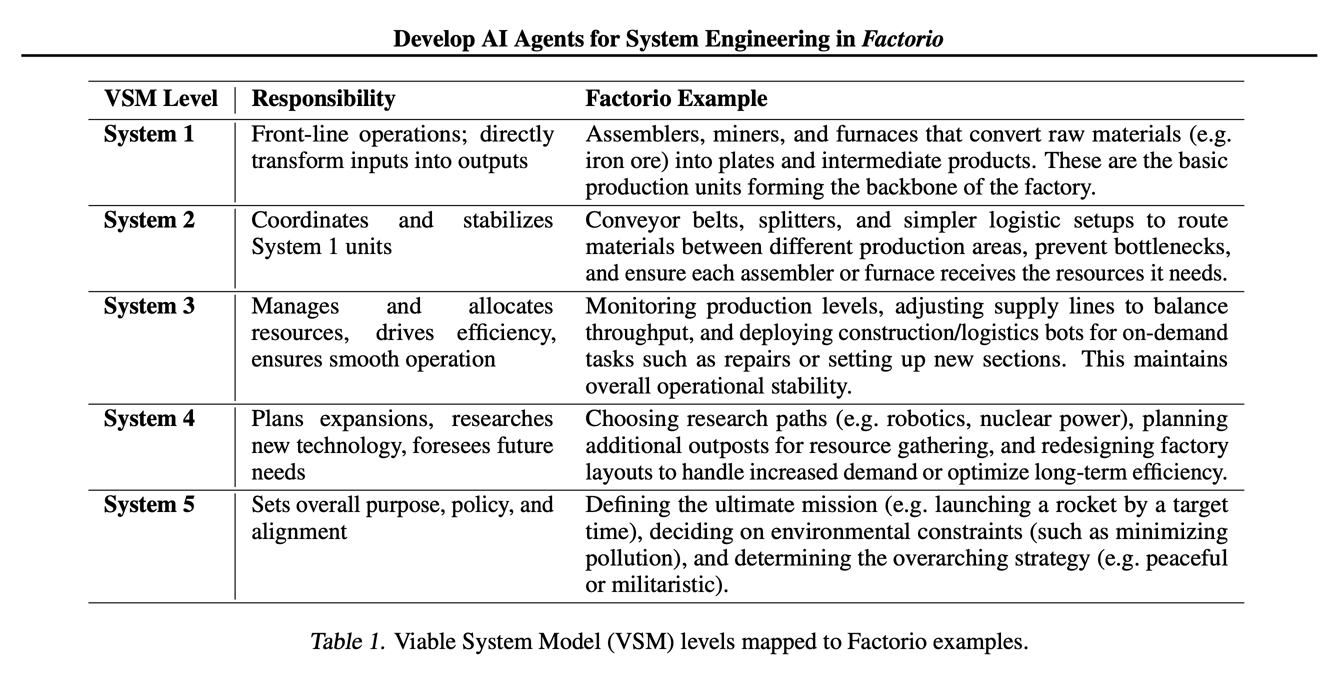 Develop AI Agents for System Engineering in Factorio
VSM Level Responsibility Factorio Example
System 1 Front-line operations; directly Assemblers, miners, and furnaces that convert raw materials (e.g.
transform inputs into outputs iron ore) into plates and intermediate products. These are the basic
production units forming the backbone of the factory.
System 2 Coordinates and stabilizes Conveyor belts, splitters, and simpler logistic setups to route
System 1 units materials between different production areas, prevent bottlenecks,
and ensure each assembler or furnace receives the resources it needs.
System 3 Manages and allocates Monitoring production levels, adjusting supply lines to balance
resources, drives efficiency, throughput, and deploying construction/logistics bots for on-demand
ensures smooth operation tasks such as repairs or setting up new sections. This maintains
overall operational stability.
System 4 Plans expansions, researches Choosing research paths (e.g. robotics, nuclear power), planning
new technology, foresees future additional outposts for resource gathering, and redesigning factory
needs layouts to handle increased demand or optimize long-term efficiency.
System 5 Sets overall purpose, policy, and Defining the ultimate mission (e.g. launching a rocket by a target
alignment time), deciding on environmental constraints (such as minimizing
pollution), and determining the overarching strategy (e.g. peaceful
or militaristic).
Table 1. Viable System Model (VSM) levels mapped to Factorio examples.